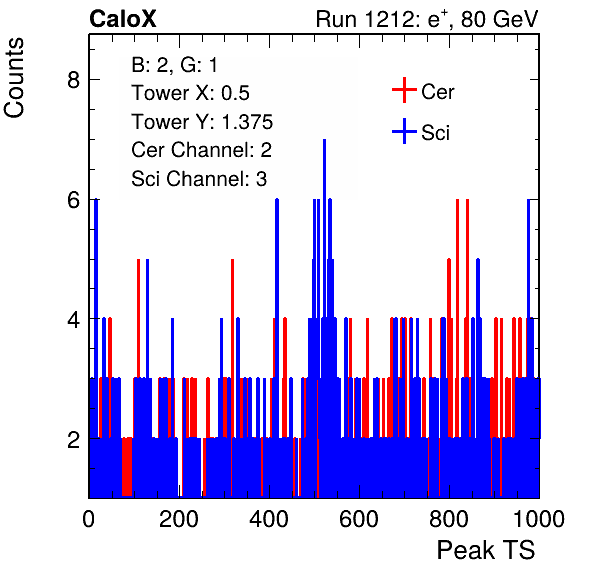 CaloX Run 1212: e+, 80 GeV
Counts
B: 2, G: 1
Tower X: 0.5
Tower Y: 1.375
Cer Channel: 2
Sci Channel: 3
Cer
Sci
8
6
4
2
0 200 400 600 800 1000
Peak TS